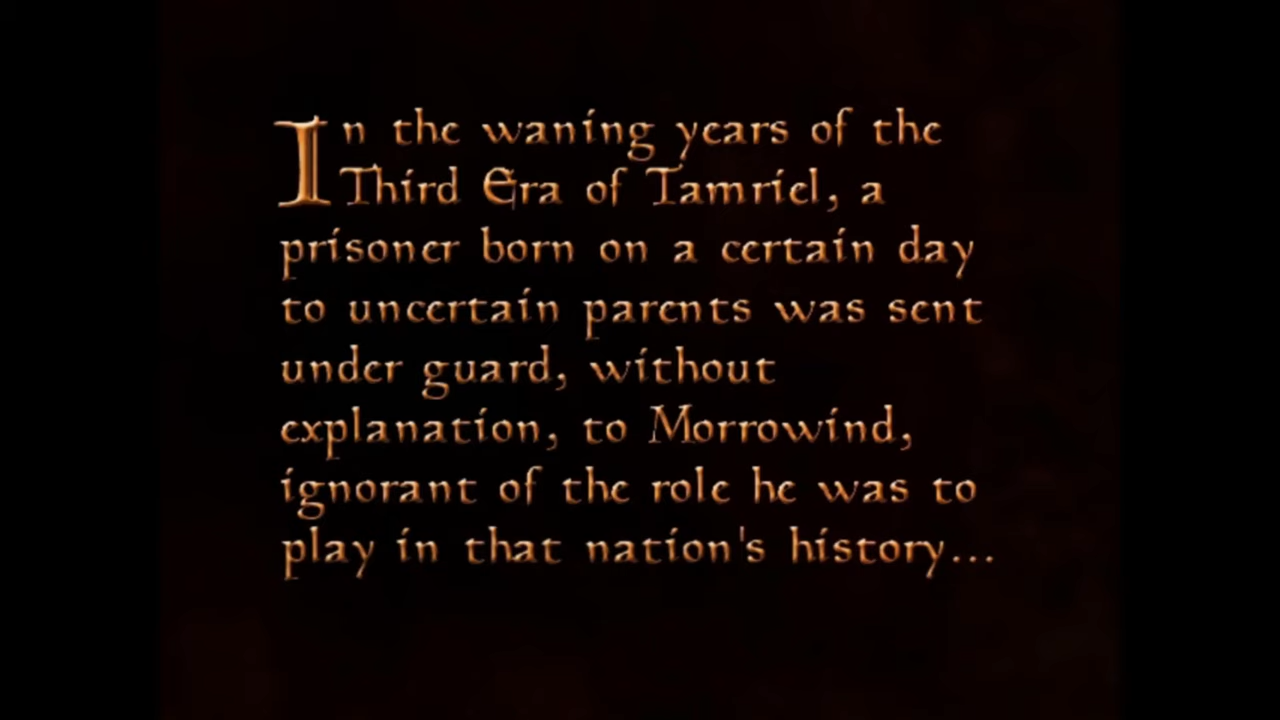 In the waning years of the
Third Era of Tamriel, a
prisoner born on a certain day
to uncertain parents was sent
under guard, without
explanation, to Morrowind,
ignorant of the role he was to
play in that nation's history...